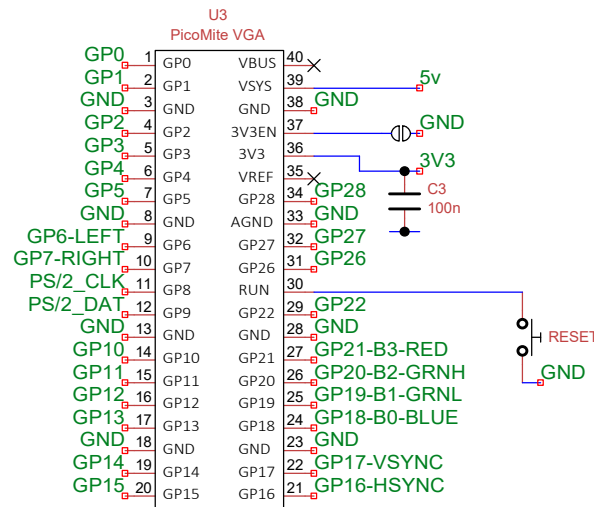 U3
PicoMite VGA
GP0 1 GP0 VBUS 40
GP1 2 GP1 VSYS 39 5v
GND 3 GND GND 38 GND
GP2 4 GP2 3V3EN 37 GND
GP3 5 GP3 3V3 36 3V3
GP4 6 GP4 VREF 35
GP5 7 GP5 GP28 34 GP28
C3
100n
GND 8 GND AGND 33 GND
GP6-LEFT 9 GP6 GP27 32 GP27
GP7-RIGHT 10 GP7 GP26 31 GP26
PS/2_CLK 11 GP8 RUN 30
PS/2_DAT 12 GP9 GP22 29 GP22
GND 13 GND GND 28 GND
RESET
GP10 14 GP10 GP21 27 GP21-B3-RED
GP11 15 GP11 GP20 26 GP20-B2-GRNH
GND
GP12 16 GP12 GP19 25 GP19-B1-GRNL
GP13 17 GP13 GP18 24 GP18-B0-BLUE
GND 18 GND GND 23 GND
GP14 19 GP14 GP17 22 GP17-VSYNC
GP15 20 GP15 GP16 21 GP16-HSYNC